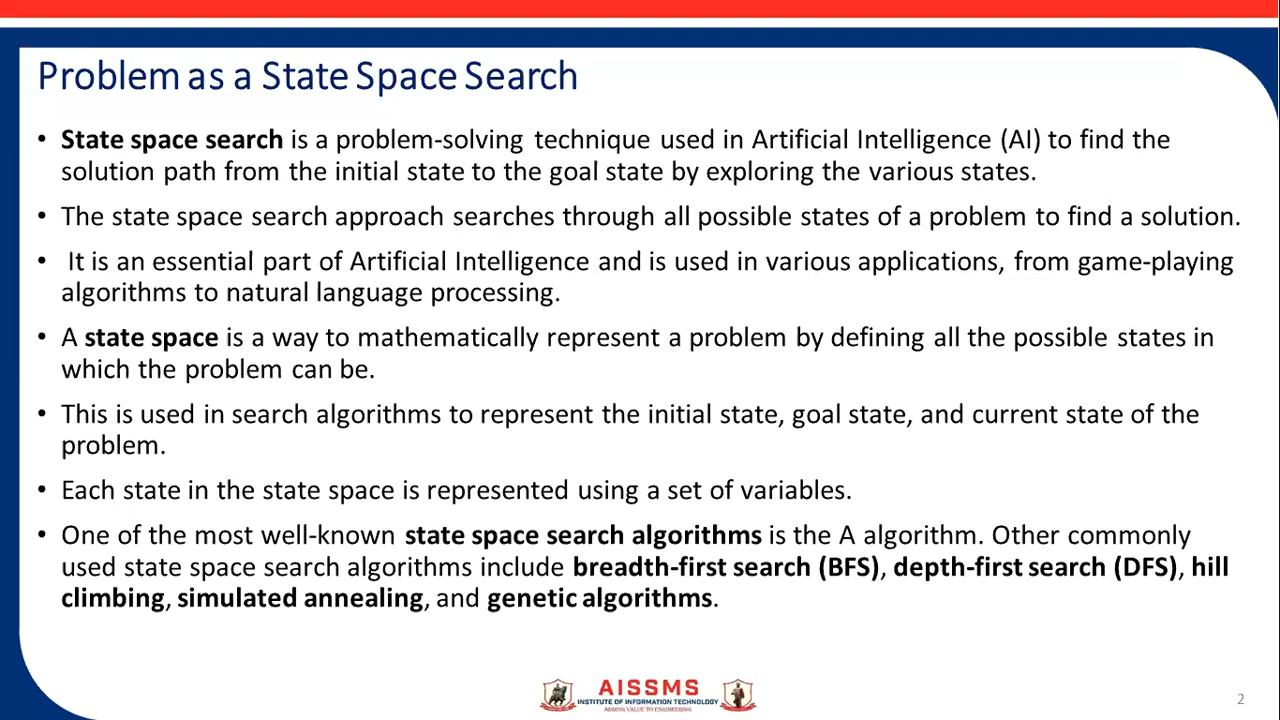 Problem as a State Space Search
• State space search is a problem-solving technique used in Artificial Intelligence (AI) to find the
solution path from the initial state to the goal state by exploring the various states.
• The state space search approach searches through all possible states of a problem to find a solution.
• It is an essential part of Artificial Intelligence and is used in various applications, from game-playing
algorithms to natural language processing.
• A state space is a way to mathematically represent a problem by defining all the possible states in
which the problem can be.
• This is used in search algorithms to represent the initial state, goal state, and current state of the
problem.
• Each state in the state space is represented using a set of variables.
• One of the most well-known state space search algorithms is the A algorithm. Other commonly
used state space search algorithms include breadth-first search (BFS), depth-first search (DFS), hill
climbing, simulated annealing, and genetic algorithms.
AISSMS
INSTITUTE OF INFORMATION TECHNOLOGY
ADDING VALUE TO ENGINEERING
2